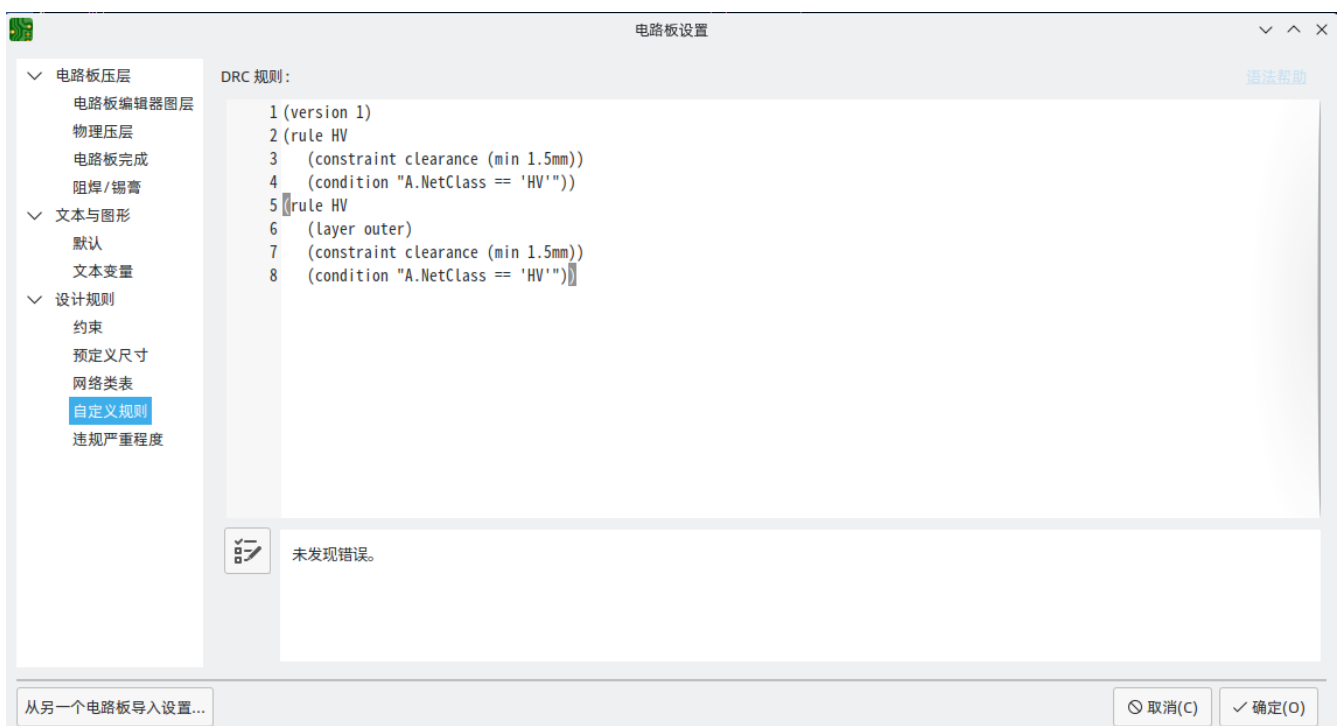 电路板设置
电路板压层
电路板编辑器图层
物理压层
电路板完成
阻焊/锡膏
文本与图形
默认
文本变量
设计规则
约束
预定义尺寸
网络类表
自定义规则
违规严重程度
DRC 规则:
语法帮助
1 (version 1)
2 (rule HV
3 (constraint clearance (min 1.5mm))
4 (condition "A.NetClass == 'HV'"))
5 (rule HV
6 (layer outer)
7 (constraint clearance (min 1.5mm))
8 (condition "A.NetClass == 'HV'"))
未发现错误。
从另一个电路板导入设置...
取消(C)
确定(O)